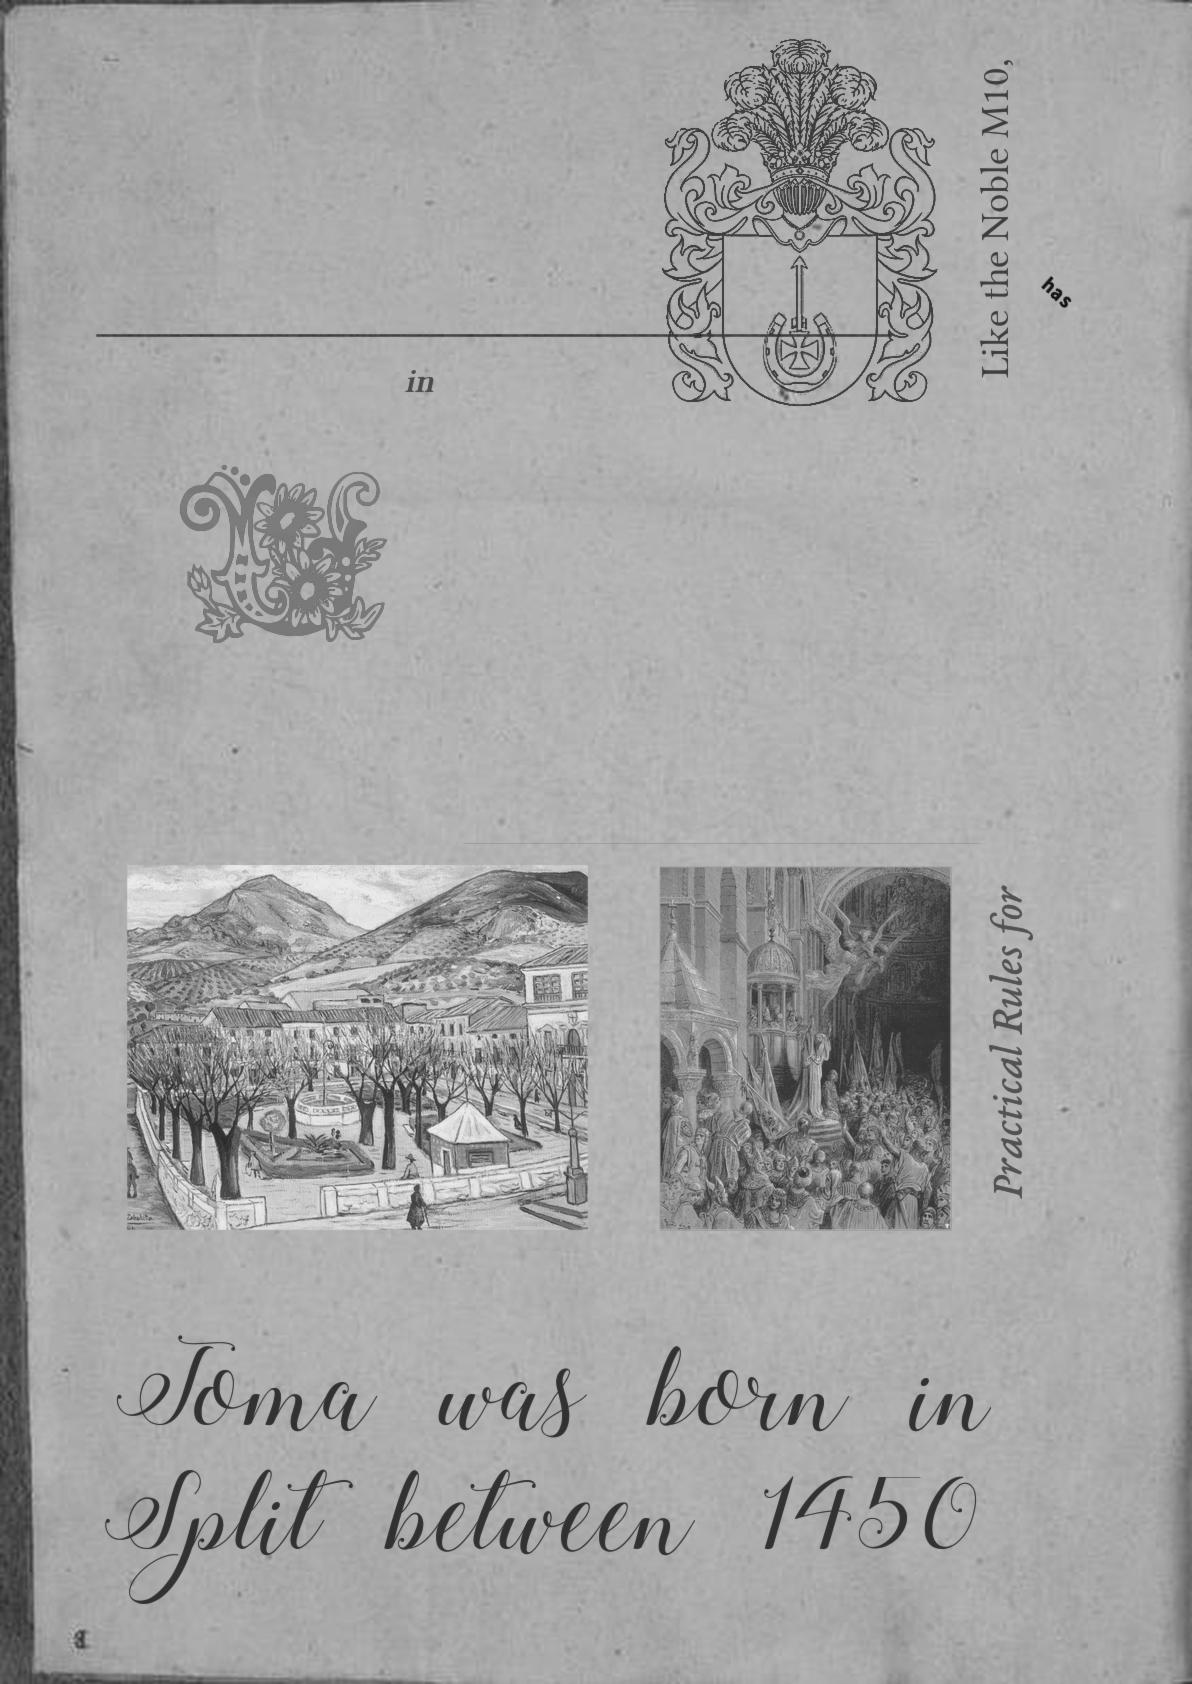 Like the Noble M10,
has
in
Practical Rules for
Toma was born in
Split between 1450